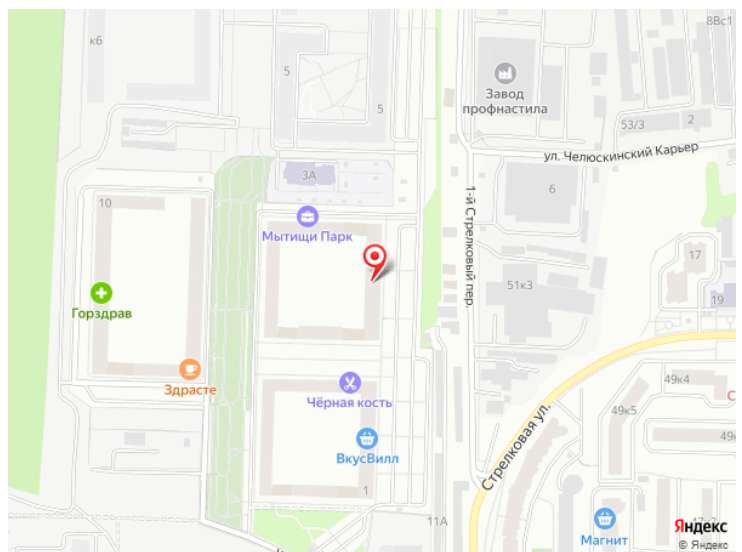 8Вс1
к6
5
Завод
профнастила
5
53/3
2
ул. Челюскинский Карьер
3А
6
1-й Стрелковый пер.
10
Мытищи Парк
17
51к3
19
Горздрав
Здрасте
49к4
Чёрная кость
49к5
Стрелковая ул.
ВкусВилл
1
11А
Магнит
Яндекс
© Яндекс